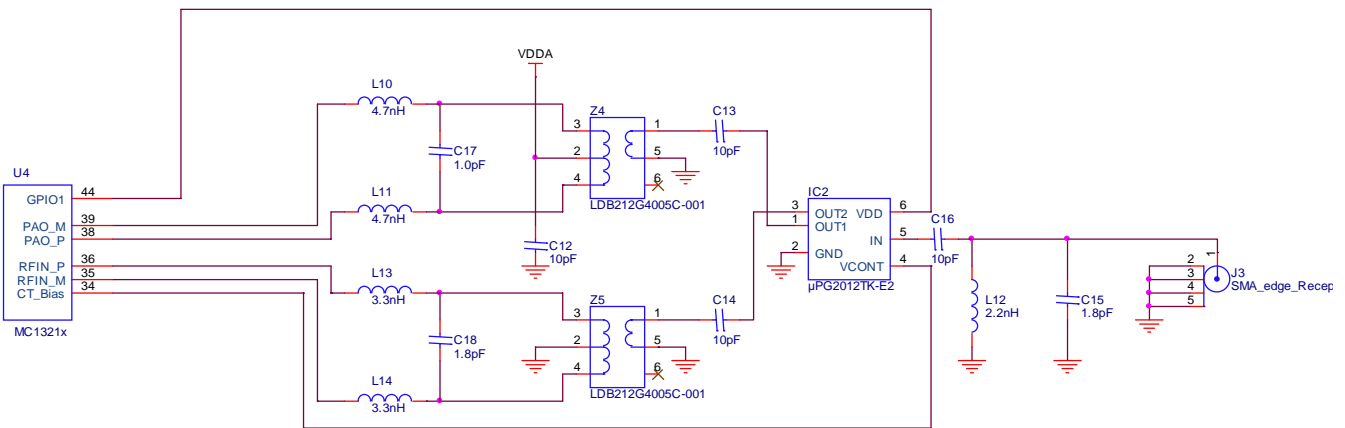 VDDA
L10
4.7nH
Z4
C13
3
1
10pF
C17
1.0pF
2
5
U4
4
6
L11
4.7nH
LDB212G4005C-001
GPIO1
44
IC2
PAO_M
39
PAO_P
38
C12
10pF
3
OUT2
VDD
6
1
OUT1
C16
IN
5
2
GND
10pF
VCONT
4
µPG2012TK-E2
RFIN_P
36
RFIN_M
35
CT_Bias
34
MC1321x
L13
3.3nH
Z5
C14
3
1
10pF
C18
1.8pF
2
5
4
6
L14
3.3nH
LDB212G4005C-001
L12
2.2nH
C15
1.8pF
1
2
3
4
5
J3
SMA_edge_Recep